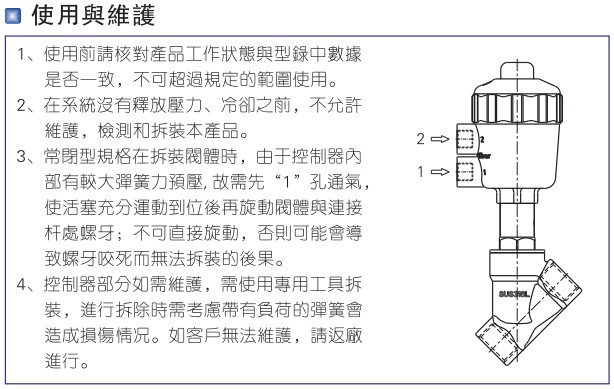 使用與維護
1、使用前請核對產品工作狀態與型錄中數據
是否一致，不可超過規定的範圍使用。
2、在系統沒有釋放壓力、冷卻之前，不允許
維護，檢測和拆裝本產品。
3、常閉型規格在拆裝閥體時，由于控制器內
部有較大彈簧力預壓,故需先“1”孔通氣，
使活塞充分運動到位後再旋動閥體與連接
杆處螺牙；不可直接旋動，否則可能會導
致螺牙咬死而無法拆裝的後果。
4、控制器部分如需維護，需使用專用工具拆
裝，進行拆除時需考慮帶有負荷的彈簧會
造成損傷情況。如客戶無法維護，請返廠
進行。
2
2
1
1
SUS316L